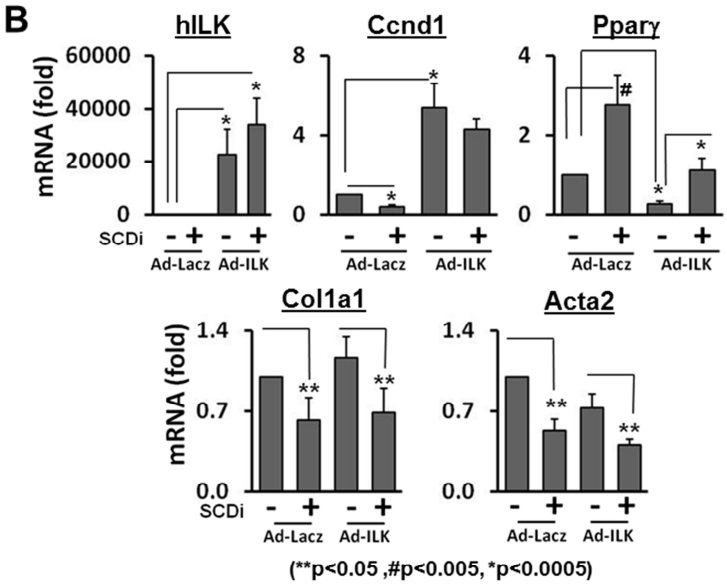 B
hILK Ccnd1 Pparγ
mRNA (fold)
60000 40000 20000 0
8 4 0
6 4 2 0
* *
* *
# * *
SCDi - + - + - + - + - + - +
Ad-Lacz Ad-ILK Ad-Lacz Ad-ILK Ad-Lacz Ad-ILK
Col1a1 Acta2
mRNA (fold)
1.4 0.7 0.0
1.4 0.7 0.0
** **
** **
SCDi - + - + - + - +
Ad-Lacz Ad-ILK Ad-Lacz Ad-ILK
(**p<0.05 ,#p<0.005, *p<0.0005)